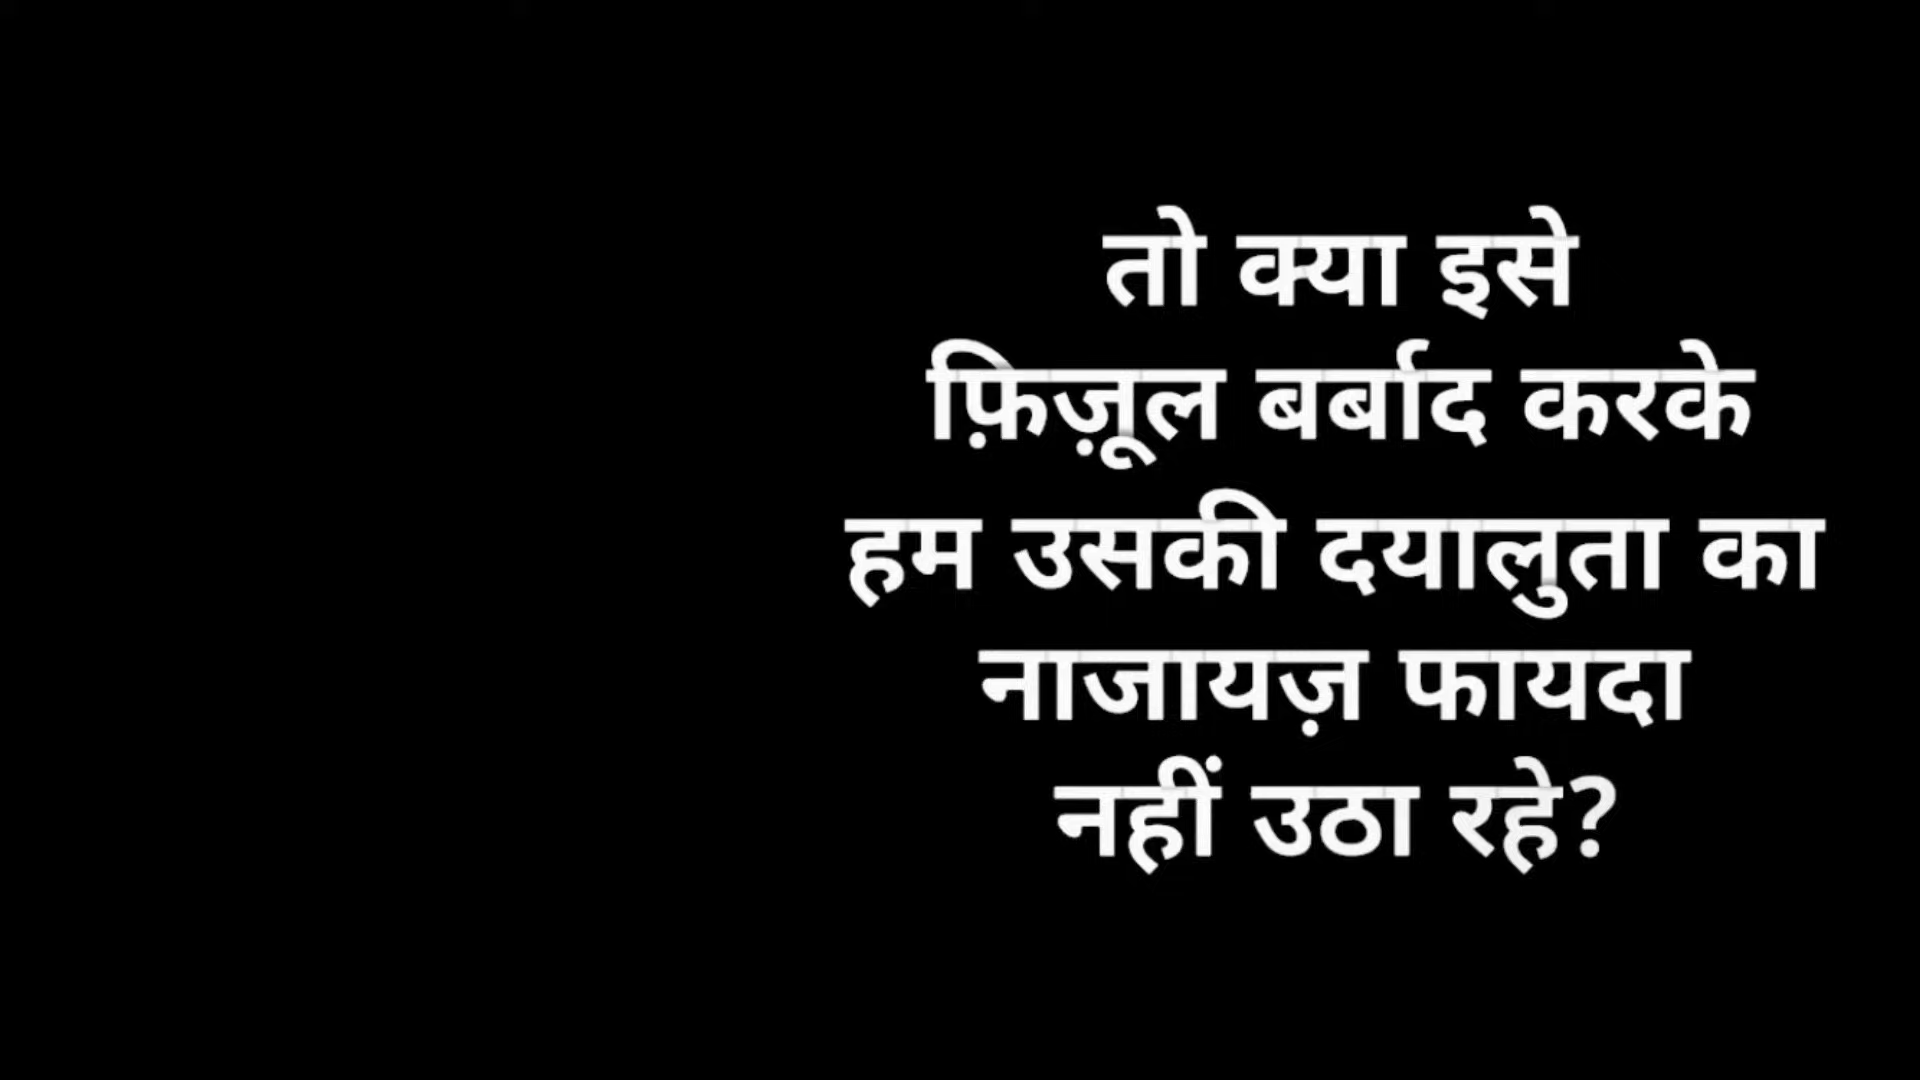 तो क्या इसे
फ़िज़ूल बर्बाद करके
हम उसकी दयालुता का
नाजायज़ फायदा
नहीं उठा रहे?